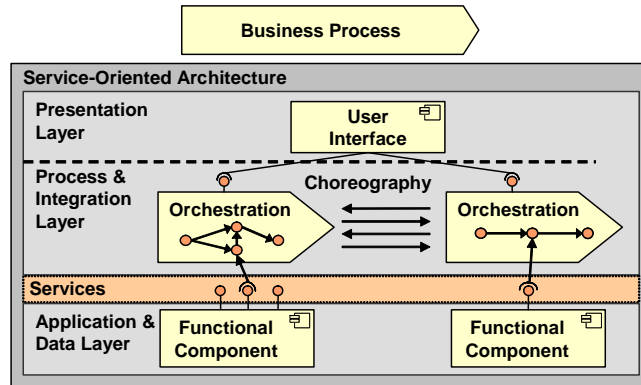 Business Process
Service-Oriented Architecture
Presentation
Layer
User
Interface
Process &
Integration
Layer
Choreography
Orchestration
Orchestration
Services
Application &
Data Layer
Functional
Component
Functional
Component